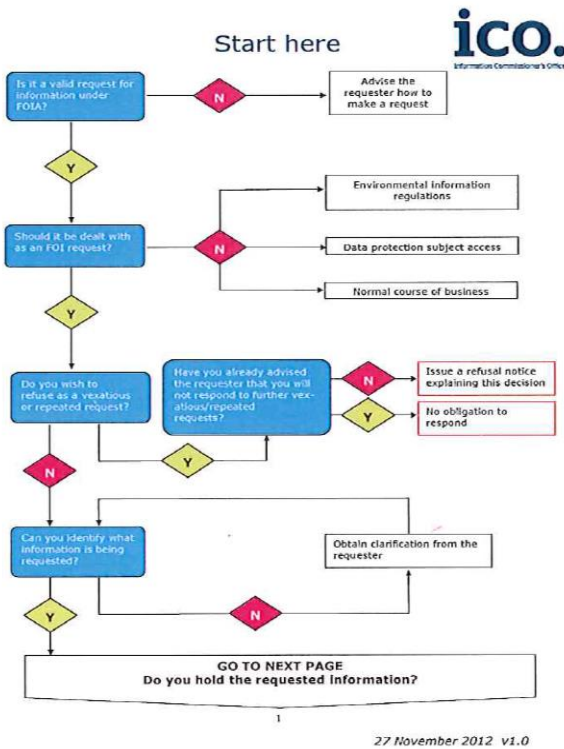 Start here
ico.
Information Commissioner's Office
Is it a valid request for
information under
FOIA?
N
Advise the
requester how to
make a request
Y
Environmental information
regulations
Should it be dealt with
as an FOI request?
N
Data protection subject access
Normal course of business
Y
Do you wish to
refuse as a vexatious
or repeated request?
Have you already advised
the requester that you will
not respond to further vex-
atious/repeated
requests?
N
Issue a refusal notice
explaining this decision
Y
No obligation to
respond
N
Y
Can you identify what
information is being
requested?
Obtain clarification from the
requester
N
Y
GO TO NEXT PAGE
Do you hold the requested information?
1
27 November 2012 v1.0